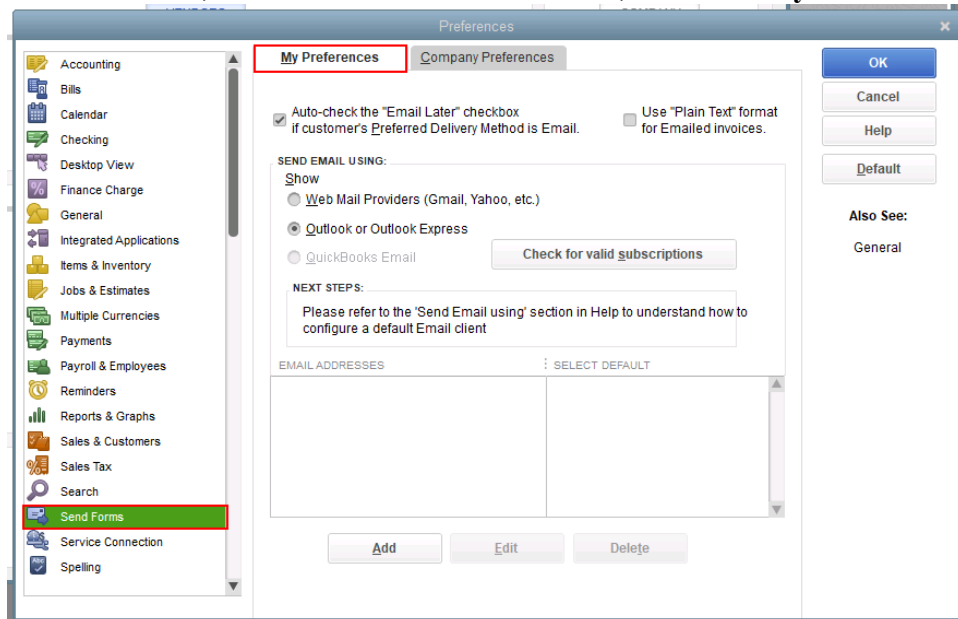 Preferences
Accounting
Bills
Calendar
Checking
Desktop View
Finance Charge
General
Integrated Applications
Items & Inventory
Jobs & Estimates
Multiple Currencies
Payments
Payroll & Employees
Reminders
Reports & Graphs
Sales & Customers
Sales Tax
Search
Send Forms
Service Connection
Spelling
My Preferences
Company Preferences
Auto-check the "Email Later" checkbox
if customer's Preferred Delivery Method is Email.
Use "Plain Text" format
for Emailed invoices.
SEND EMAIL USING:
Show
Web Mail Providers (Gmail, Yahoo, etc.)
Outlook or Outlook Express
QuickBooks Email
Check for valid subscriptions
NEXT STEPS:
Please refer to the 'Send Email using' section in Help to understand how to
configure a default Email client
EMAIL ADDRESSES
SELECT DEFAULT
Add
Edit
Delete
OK
Cancel
Help
Default
Also See:
General